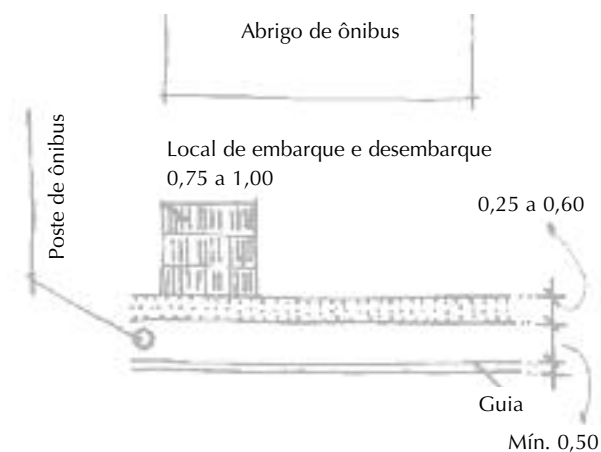 Abrigo de ônibus
Poste de ônibus
Local de embarque e desembarque
0,75 a 1,00
0,25 a 0,60
Guia
Mín. 0,50